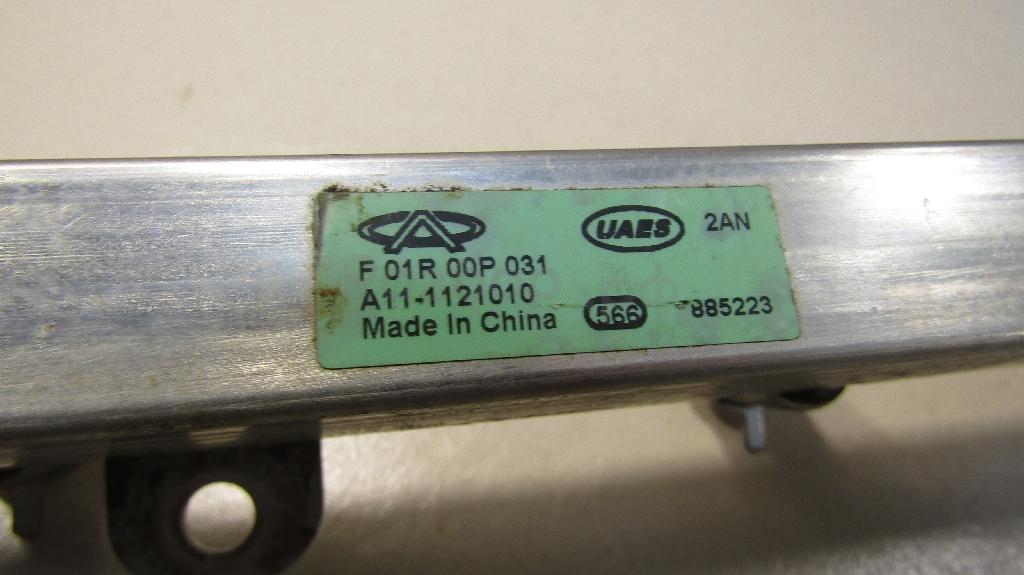 UAES 2AN
F 01R 00P 031
A11-1121010
566 885223
Made In China